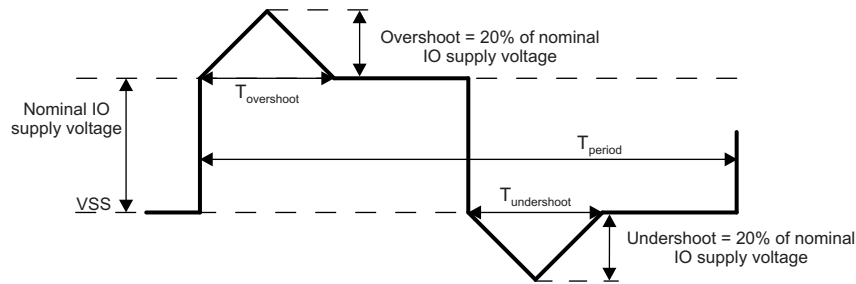 Overshoot = 20% of nominal
IO supply voltage
Nominal IO
supply voltage
Tovershoot
Tperiod
VSS
Tundershoot
Undershoot = 20% of nominal
IO supply voltage